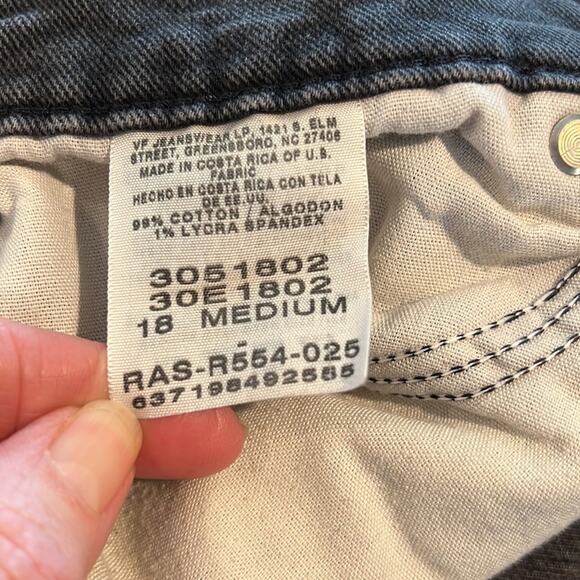 VF JEANSWEAR LP, 1421 S. ELM
STREET, GREENSBORO, NC 27406
MADE IN COSTA RICA OF U.S.
FABRIC
HECHO EN COSTA RICA CON TELA
DE EE.UU.
99% COTTON / ALGODON
1% LYCRA SPANDEX
3051802
30E1802
18 MEDIUM
RAS-R554-025
637198492585